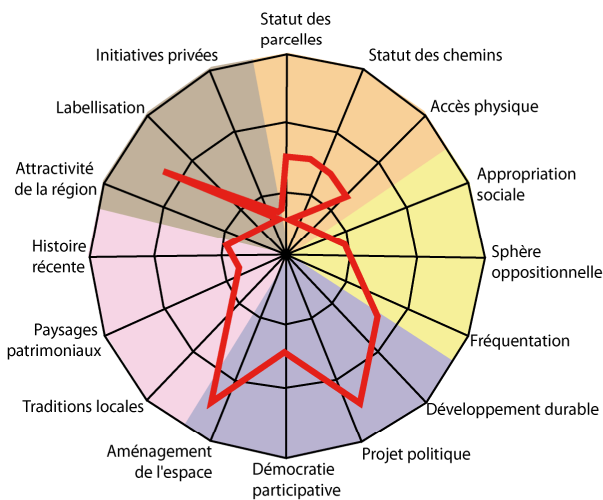 Statut des
parcelles
Initiatives privées
Statut des chemins
Labellisation
Accès physique
Attractivité
de la région
Appropriation
sociale
Histoire
récente
Sphère
oppositionnelle
Paysages
patrimoniaux
Fréquentation
Traditions locales
Développement durable
Aménagement
de l'espace
Projet politique
Démocratie
participative